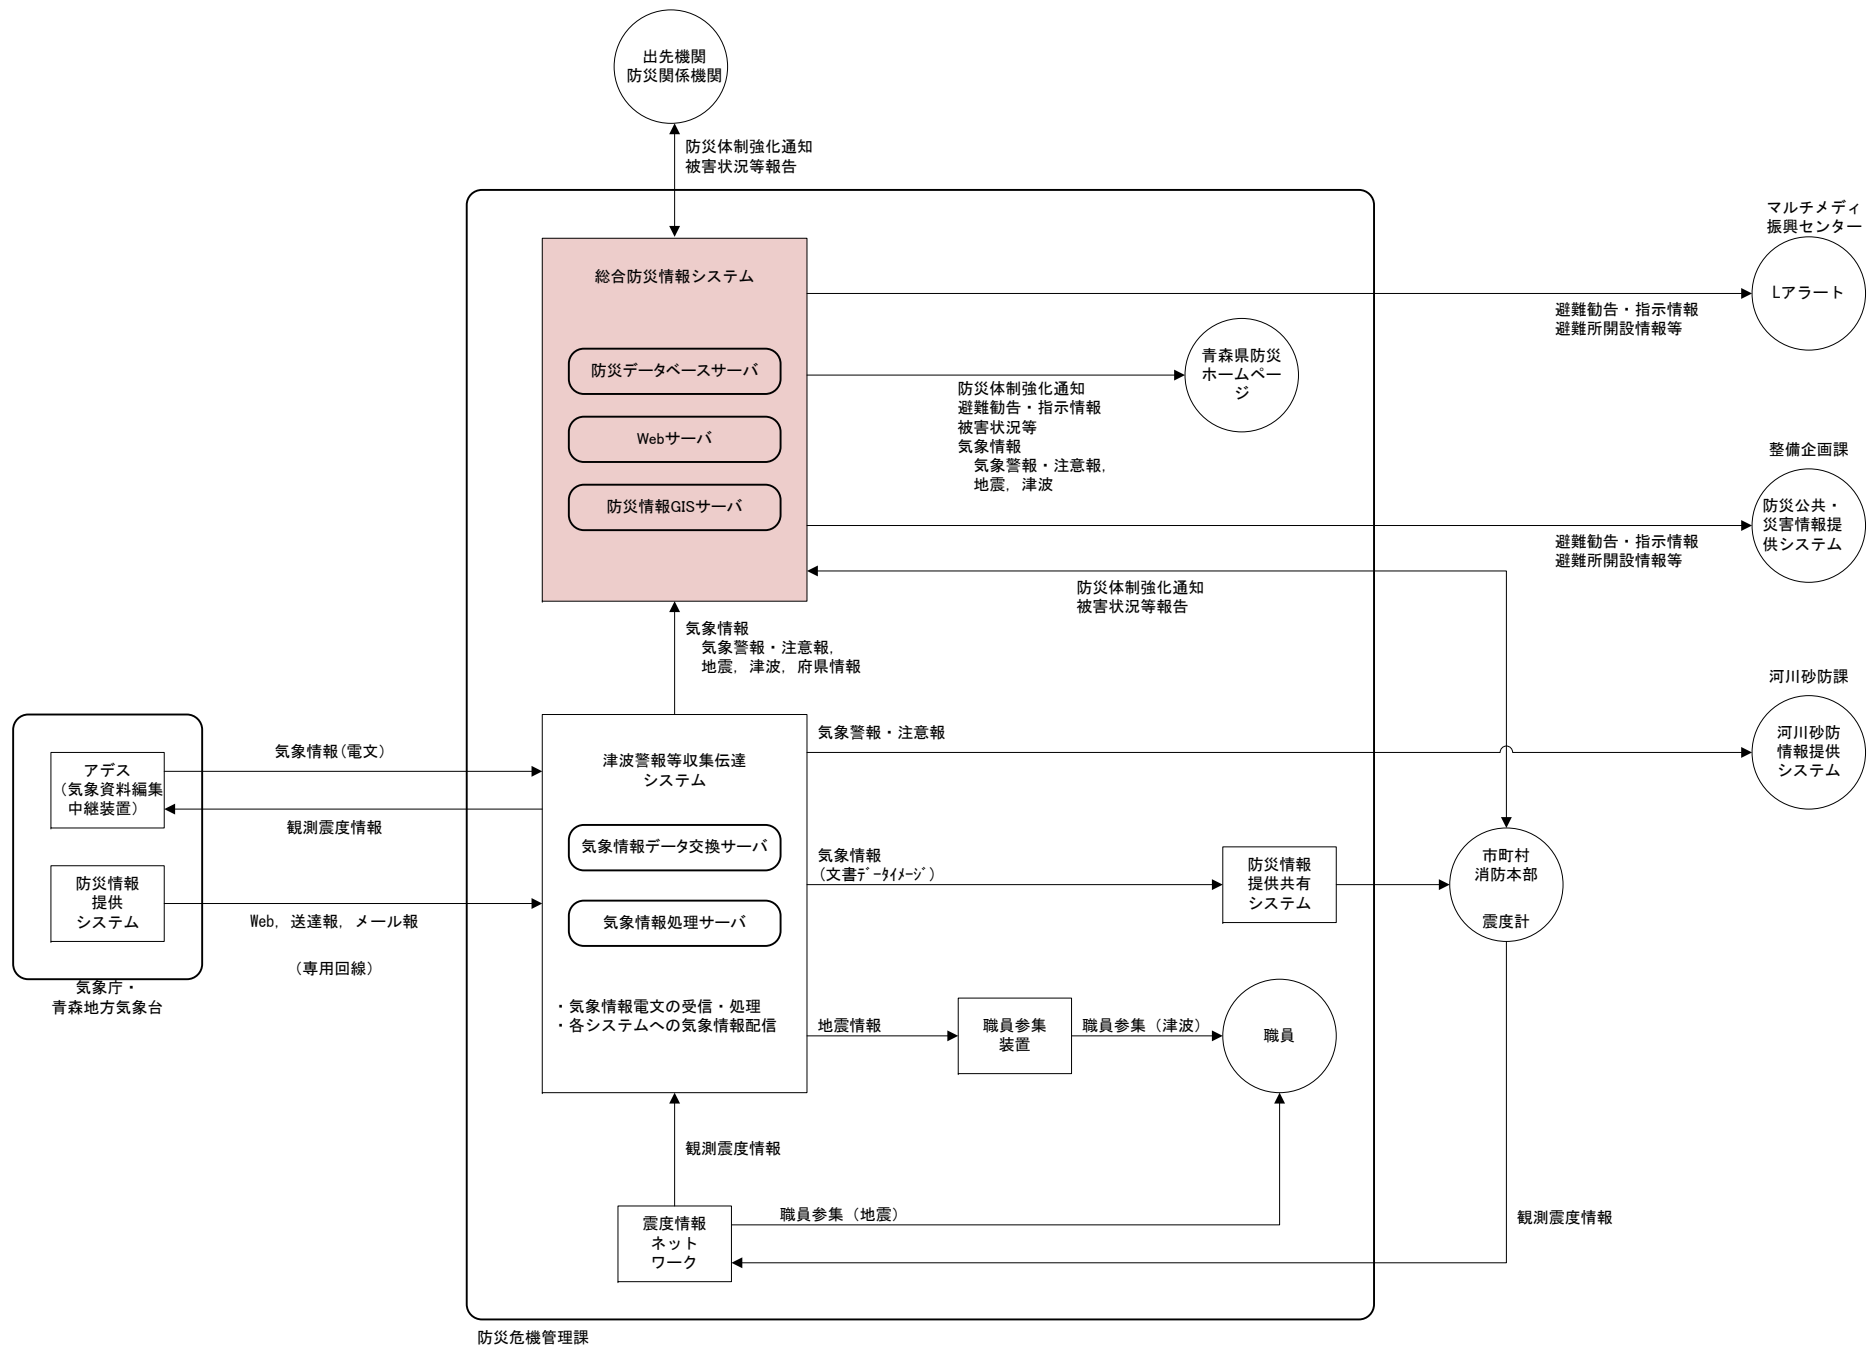 出先機関
防災関係機関
防災体制強化通知
被害状況等報告
マルチメディ
振興センター
Lアラート
総合防災情報システム
防災データベースサーバ
Webサーバ
防災情報GISサーバ
避難勧告・指示情報
避難所開設情報等
青森県防災
ホームペー
ジ
防災体制強化通知
避難勧告・指示情報
被害状況等
気象情報
気象警報・注意報,
地震, 津波
整備企画課
防災公共・
災害情報提
供システム
避難勧告・指示情報
避難所開設情報等
防災体制強化通知
被害状況等報告
気象情報
気象警報・注意報,
地震, 津波, 府県情報
河川砂防課
河川砂防
情報提供
システム
気象警報・注意報
アデス
(気象資料編集
中継装置)
気象情報(電文)
観測震度情報
防災情報
提供
システム
Web, 送達報, メール報
(専用回線)
気象庁・
青森地方気象台
津波警報等収集伝達
システム
気象情報データ交換サーバ
気象情報処理サーバ
・気象情報電文の受信・処理
・各システムへの気象情報配信
気象情報
(文書ﾃﾞｰﾀｲﾒｰｼﾞ)
防災情報
提供共有
システム
市町村
消防本部
震度計
地震情報
職員参集
装置
職員参集(津波)
職員
観測震度情報
震度情報
ネット
ワーク
職員参集(地震)
観測震度情報
防災危機管理課